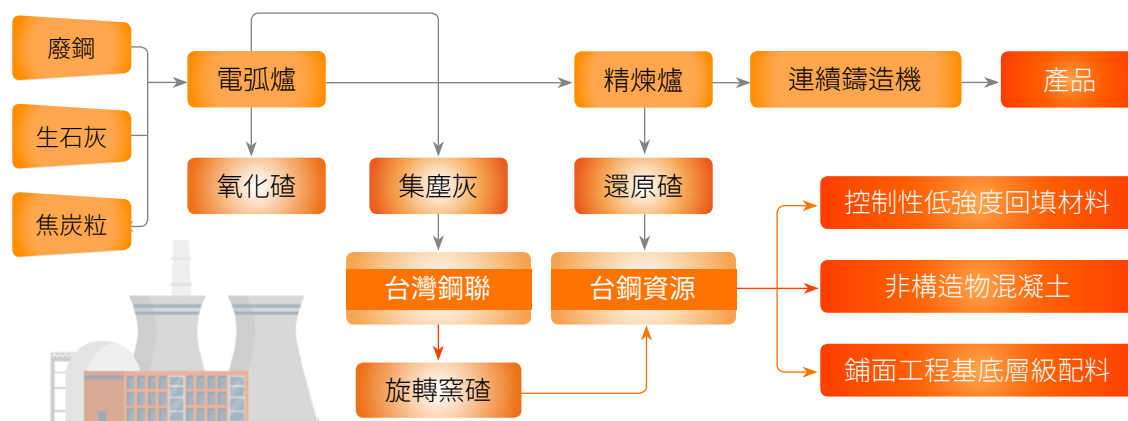 廢鋼
生石灰
焦炭粒
電弧爐
精煉爐
連續鑄造機
產品
氧化碴
集塵灰
還原碴
台灣鋼聯
台鋼資源
旋轉窯碴
控制性低強度回填材料
非構造物混凝土
鋪面工程基底層級配料